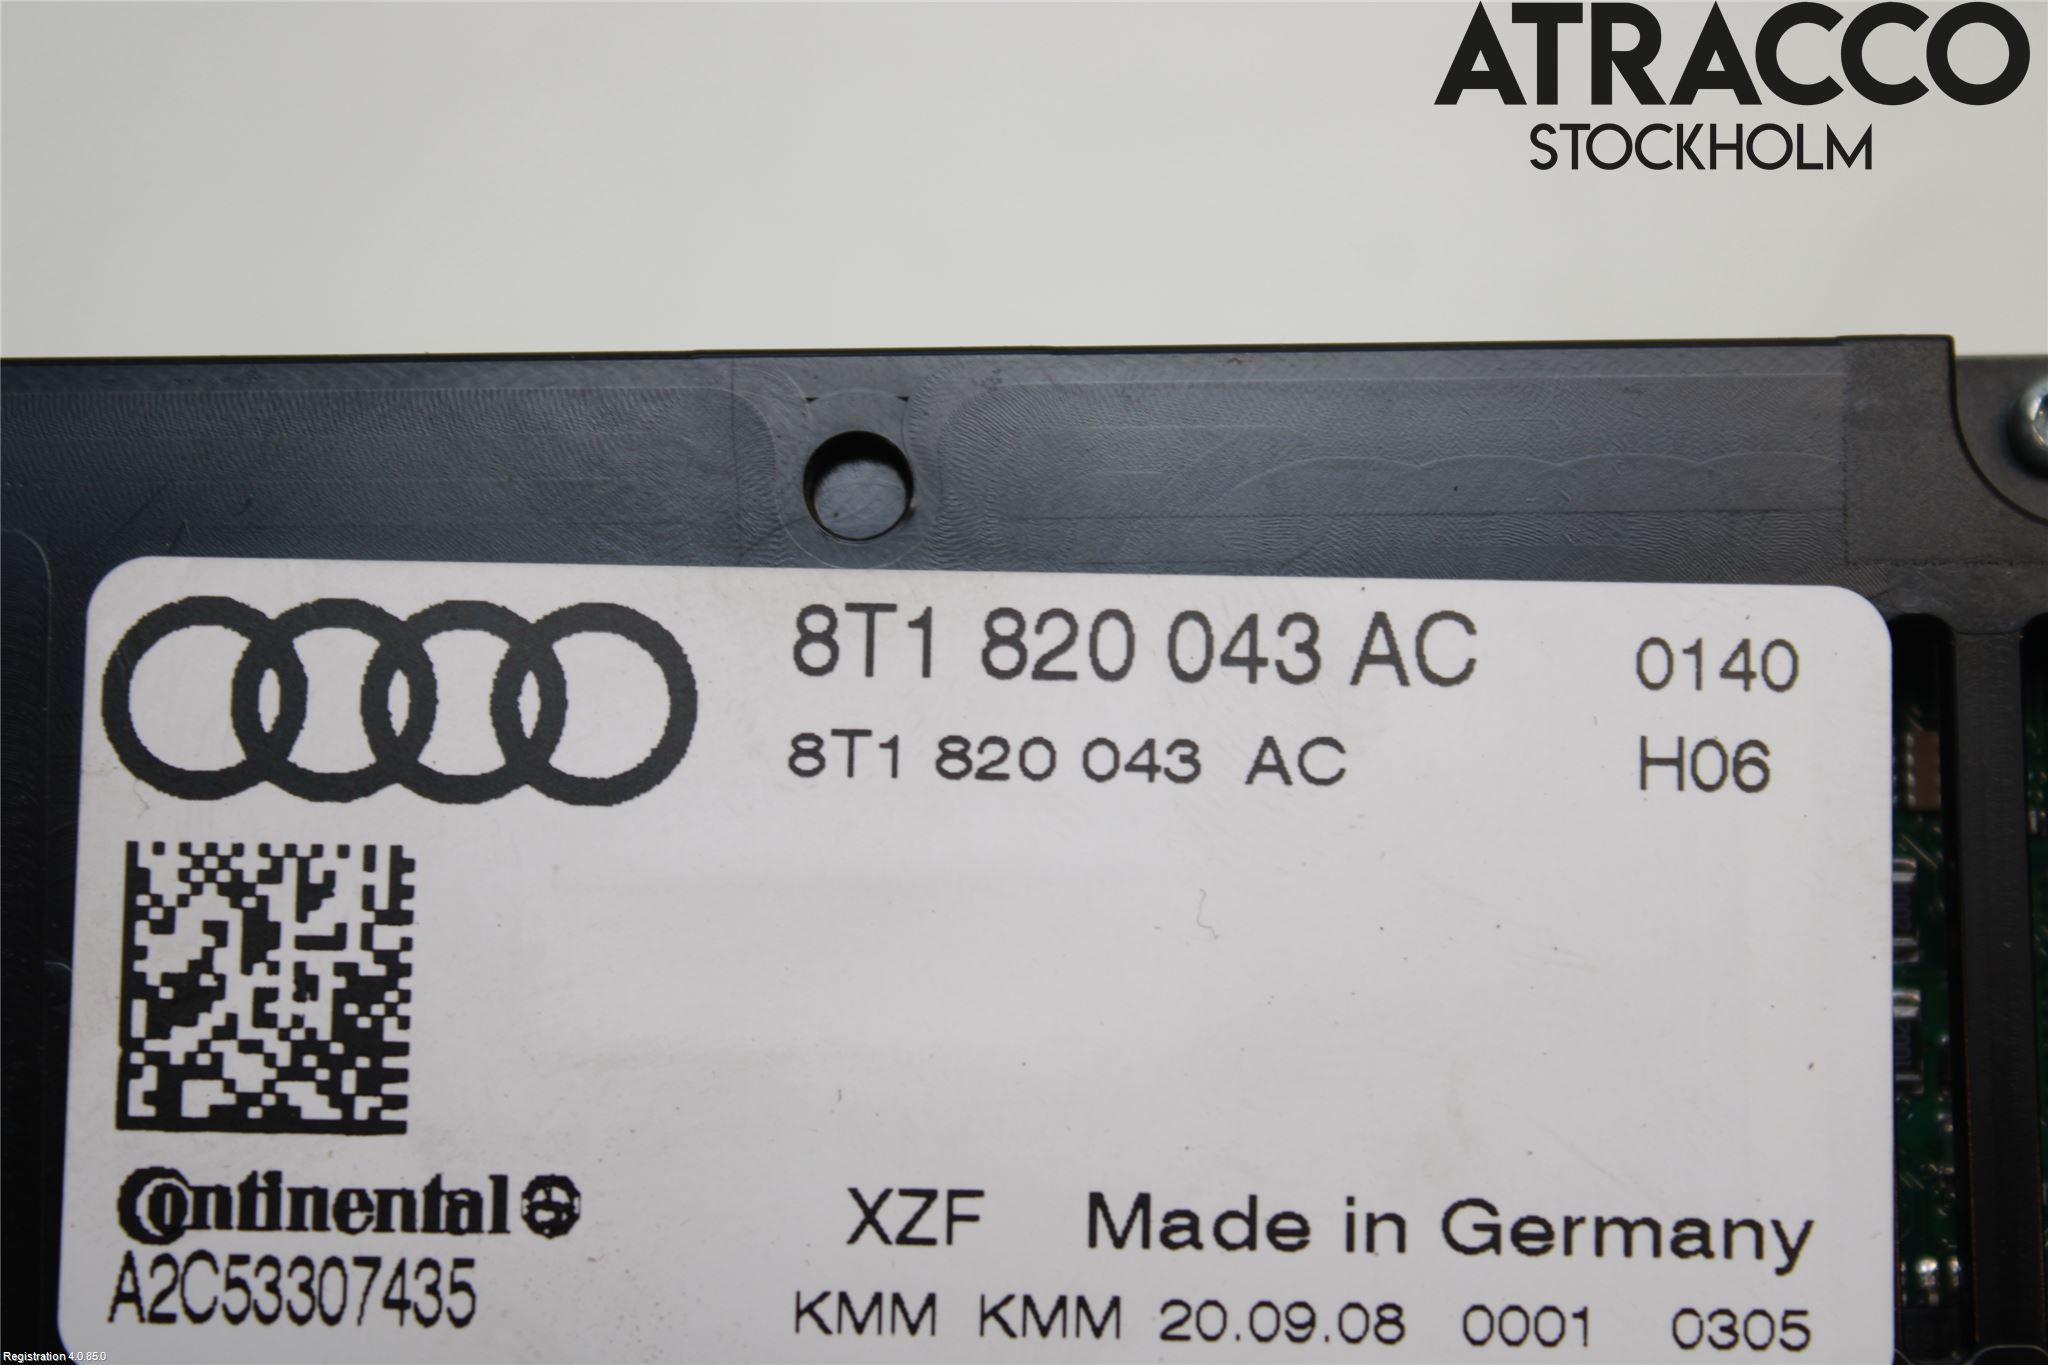 ATRACCO
STOCKHOLM
8T1 820 043 AC 0140
8T1 820 043 AC H06
Continental
A2C53307435
XZF Made in Germany
KMM KMM 20.09.08 0001 0305
Registration 4.0.85.0